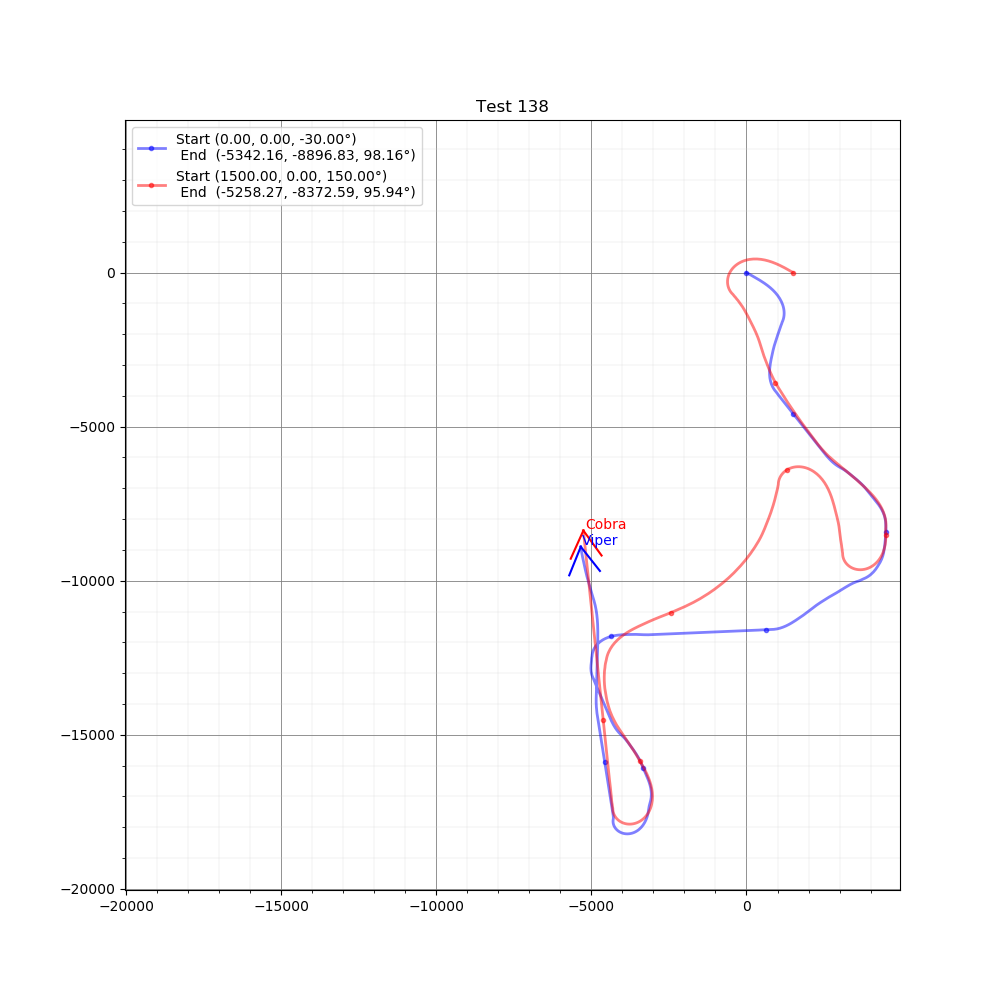 Test 138
Start (0.00, 0.00, -30.00°)
End (-5342.16, -8896.83, 98.16°)
Start (1500.00, 0.00, 150.00°)
End (-5258.27, -8372.59, 95.94°)
0
−5000
Cobra
Viper
−10000
−15000
−20000
−20000 −15000 −10000 −5000 0